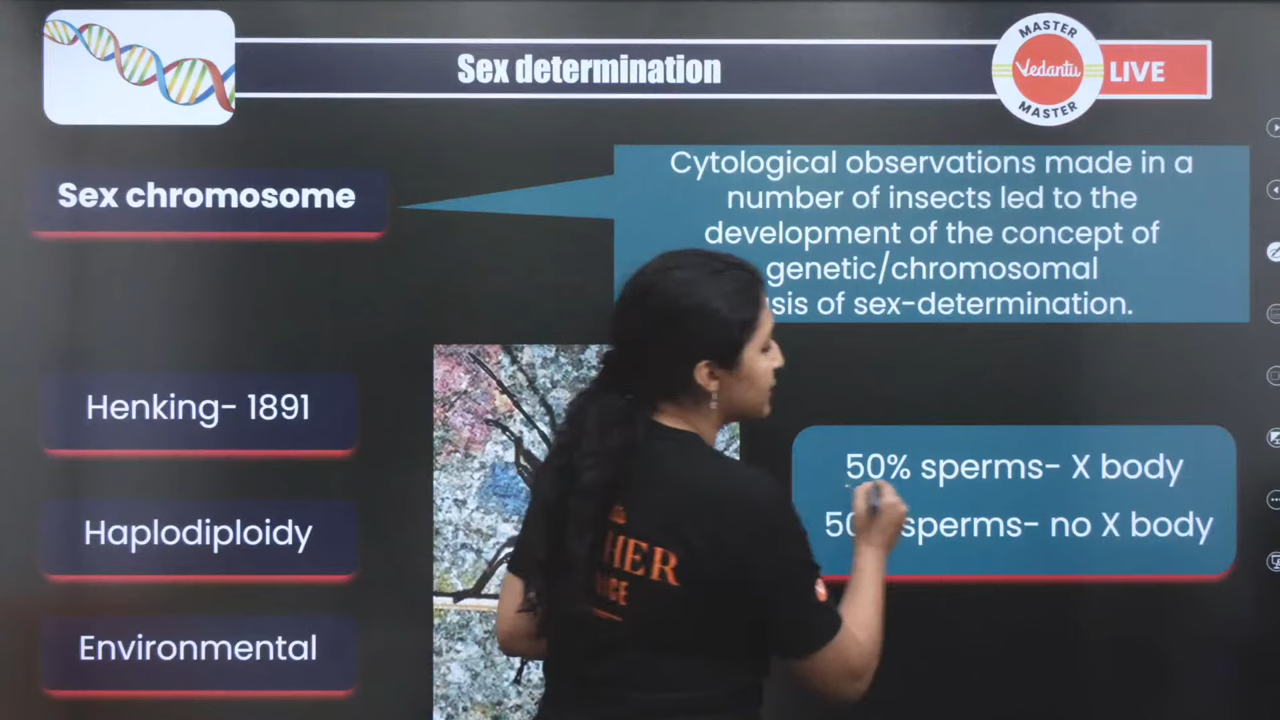 Sex determination
MASTER
Vedantu
MASTER
LIVE
Sex chromosome
Cytological observations made in a
number of insects led to the
development of the concept of
genetic/chromosomal
of sex-determination.
Henking- 1891
Haplodiploidy
Environmental
50% sperms- X body
sperms- no X body
HER